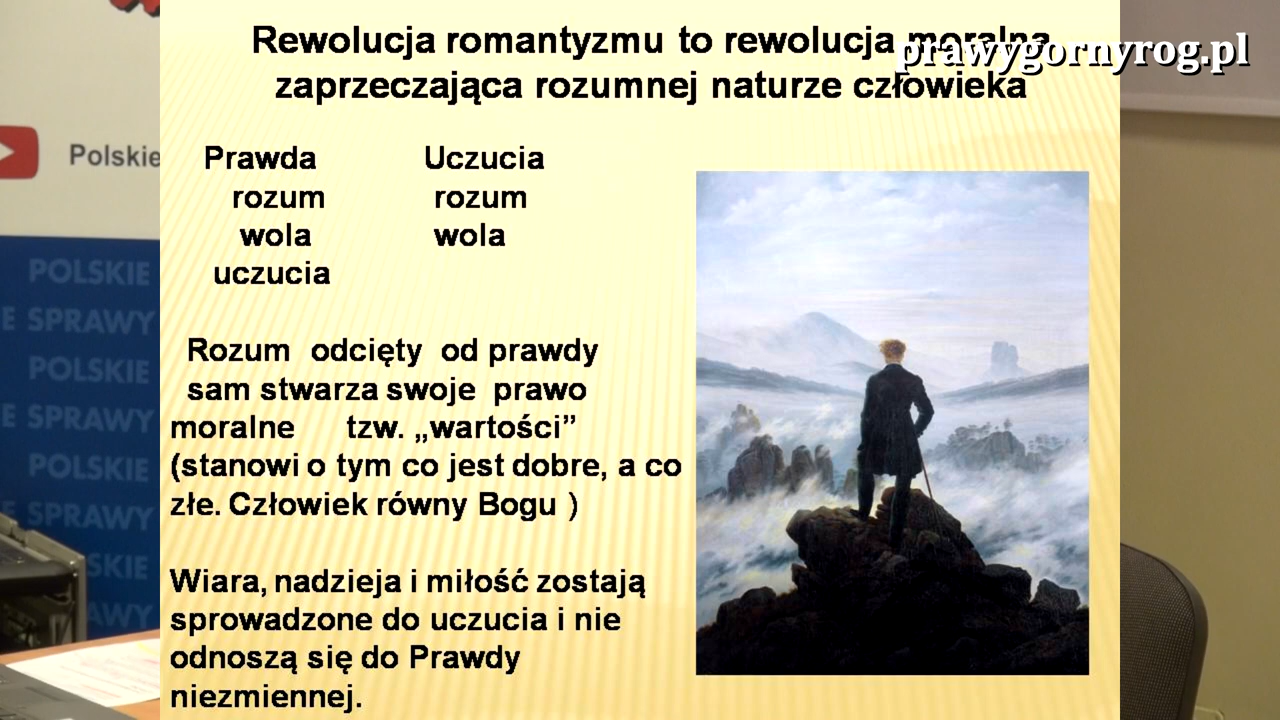 Rewolucja romantyzmu to rewolucja moralna
prawygornyrog.pl
zaprzeczająca rozumnej naturze człowieka
Prawda Uczucia
rozum rozum
wola wola
uczucia
Rozum odcięty od prawdy
sam stwarza swoje prawo
moralne tzw. „wartości”
(stanowi o tym co jest dobre, a co
złe. Człowiek równy Bogu )
Wiara, nadzieja i miłość zostają
sprowadzone do uczucia i nie
odnoszą się do Prawdy
niezmiennej.
Polskie
POLSKIE
E SPRAWY
POLSKIE
E SPRAWY
POLSKIE
E SPRAWY
SKIE
AWY